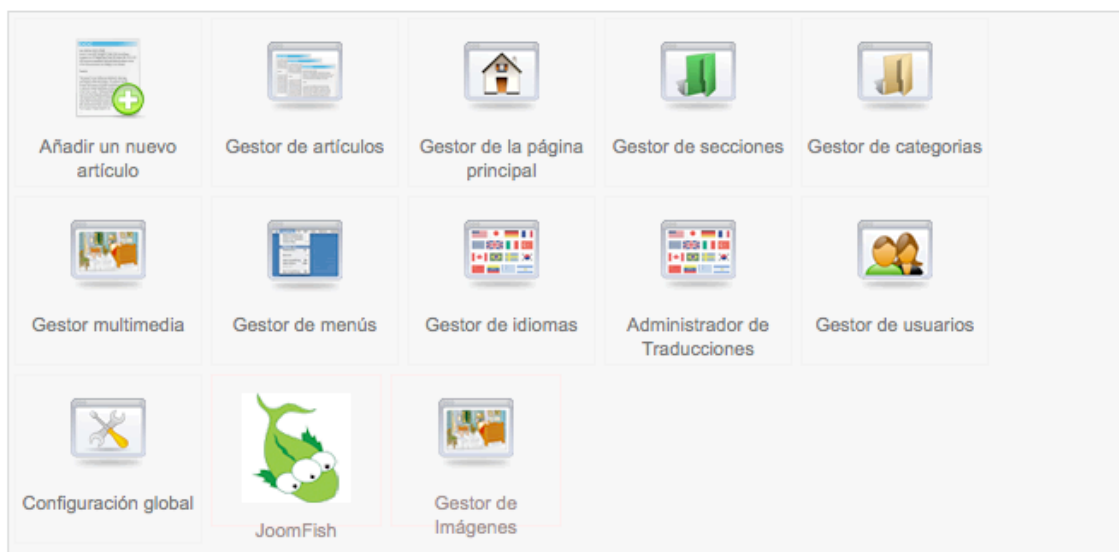 Añadir un nuevo
artículo
Gestor de artículos
Gestor de la página
principal
Gestor de secciones
Gestor de categorias
Gestor multimedia
Gestor de menús
Gestor de idiomas
Administrador de
Traducciones
Gestor de usuarios
Configuración global
JoomFish
Gestor de
Imágenes